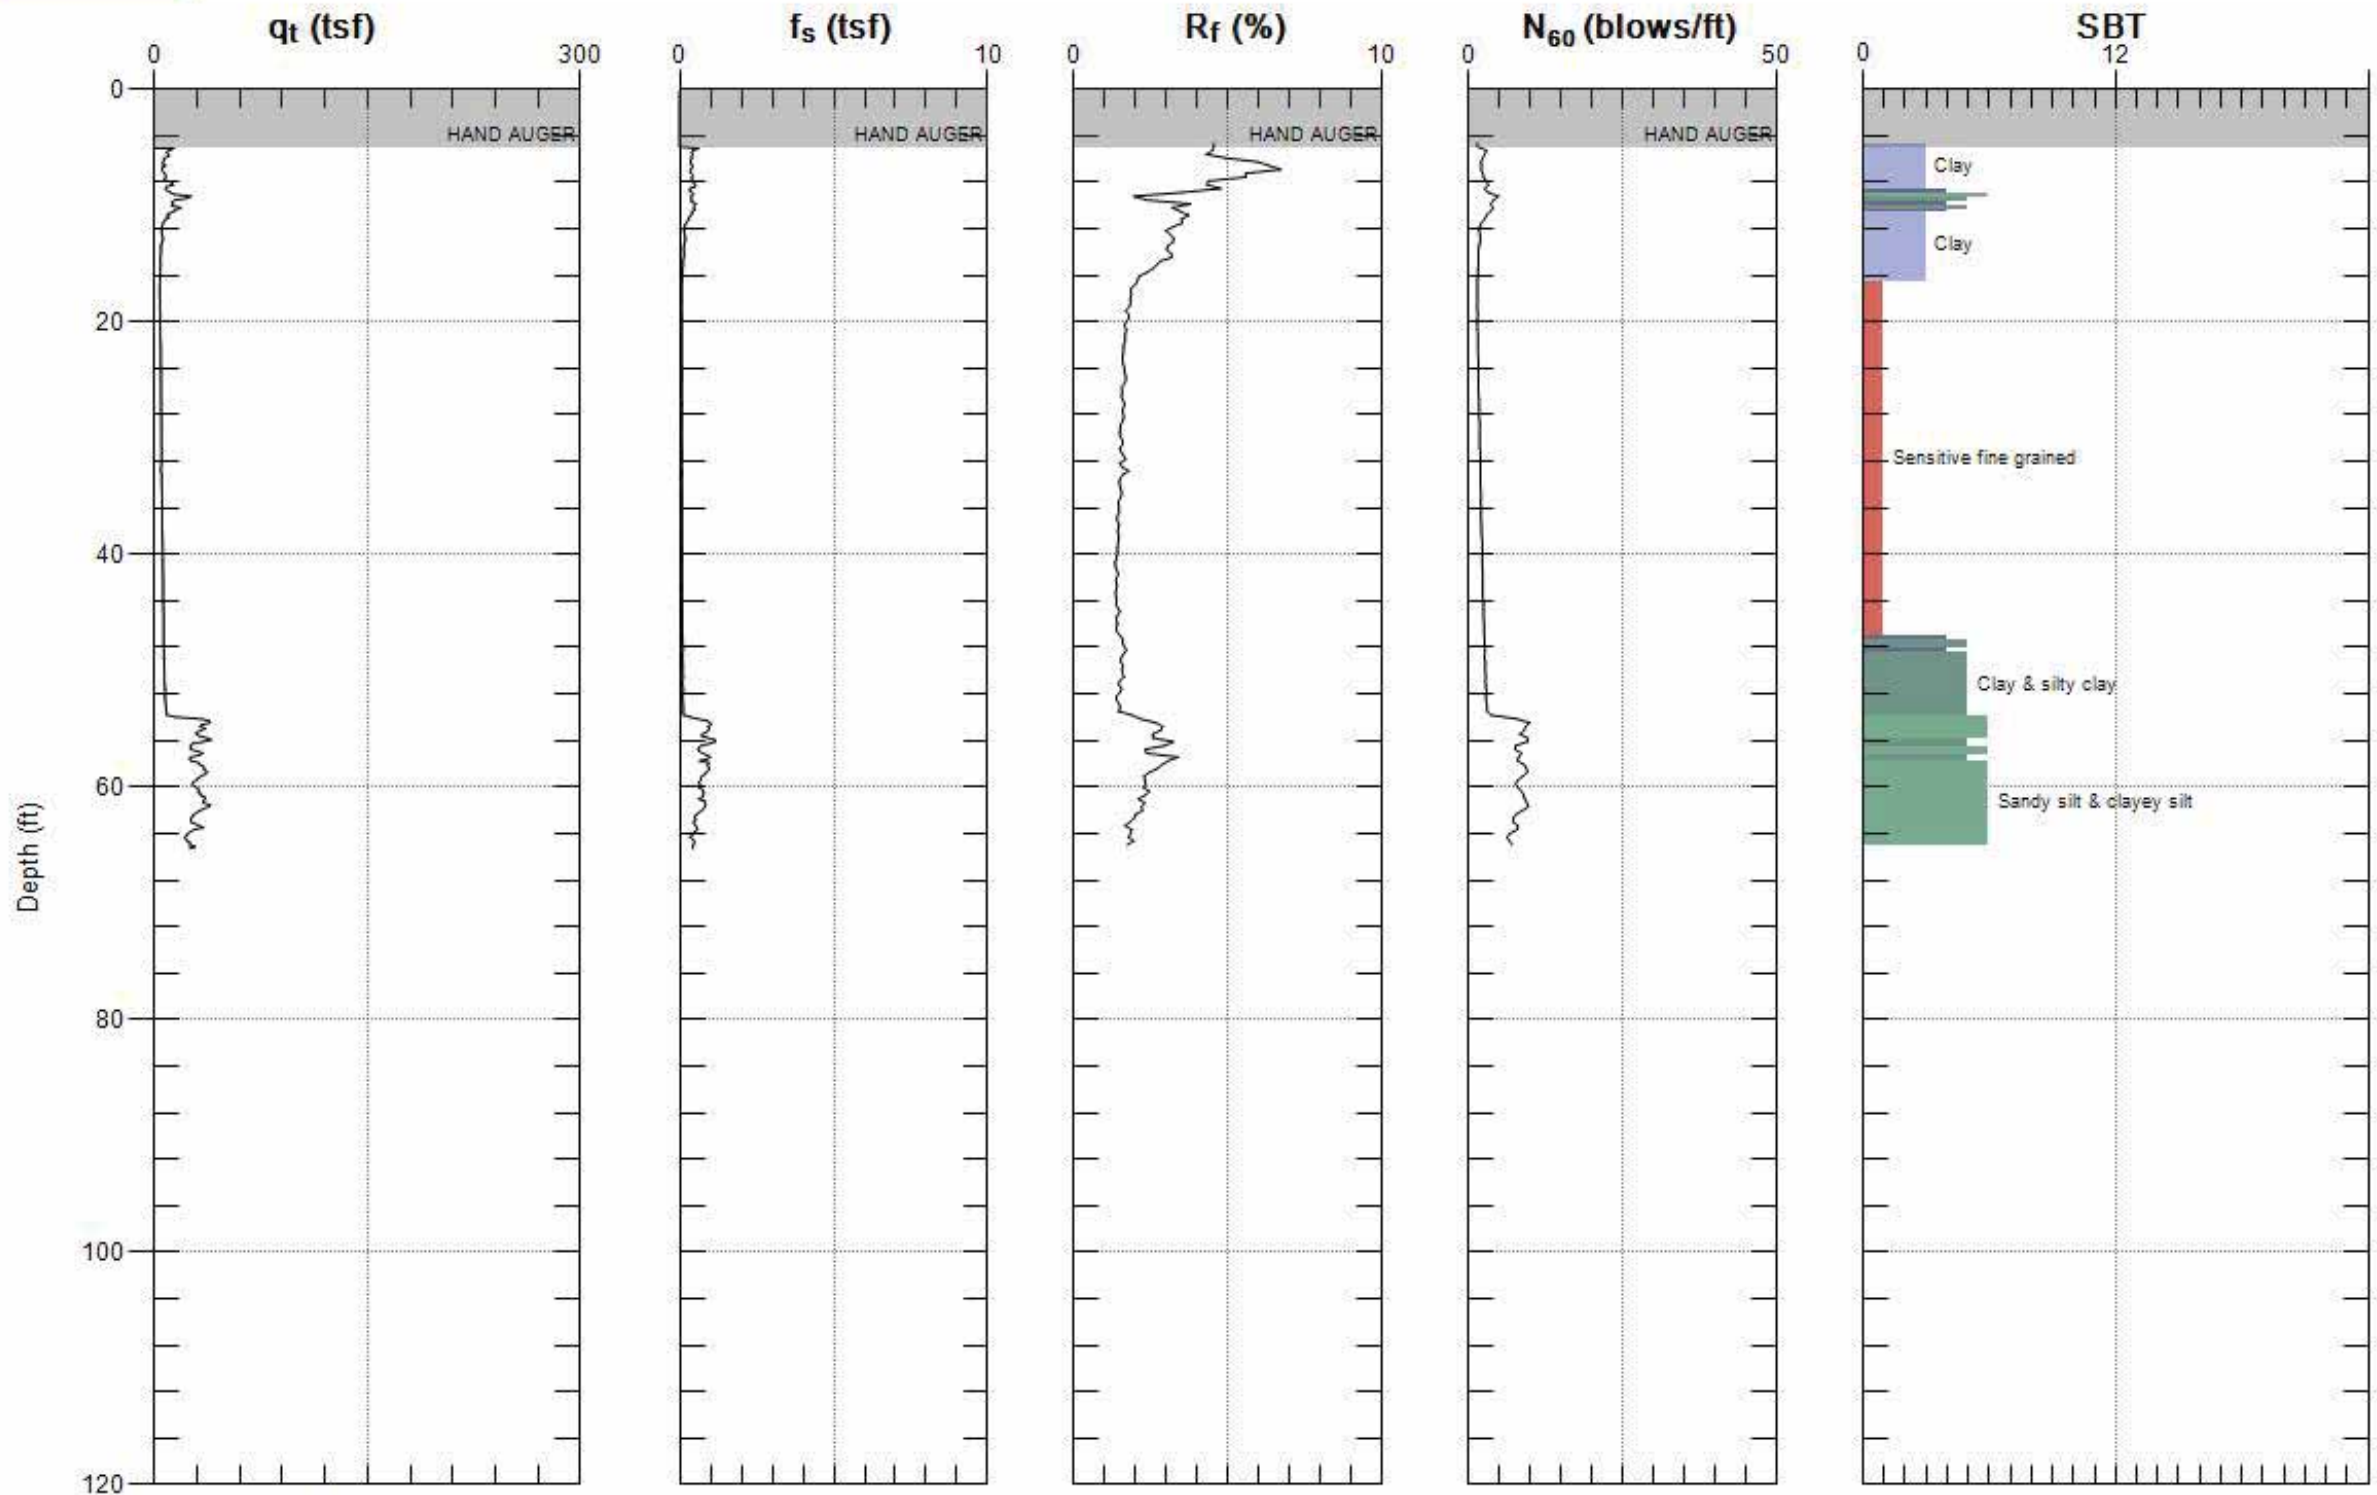 qt (tsf) fs (tsf) Rf (%) N60 (blows/ft) SBT
0 300 0 10 0 10 0 50 0 12
0
HAND AUGER HAND AUGER HAND AUGER HAND AUGER
Clay
Clay
20
Sensitive fine grained
40
Clay & silty clay
60
Sandy silt & clayey silt
Depth (ft)
80
100
120